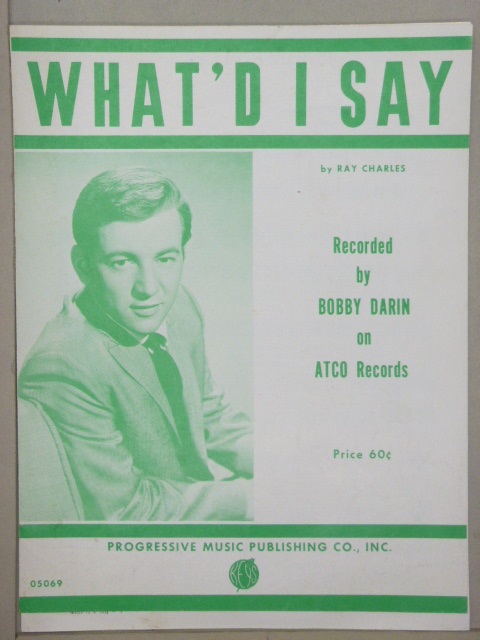 WHAT'D I SAY
by RAY CHARLES
Recorded
by
BOBBY DARIN
on
ATCO Records
Price 60¢
PROGRESSIVE MUSIC PUBLISHING CO., INC.
05069